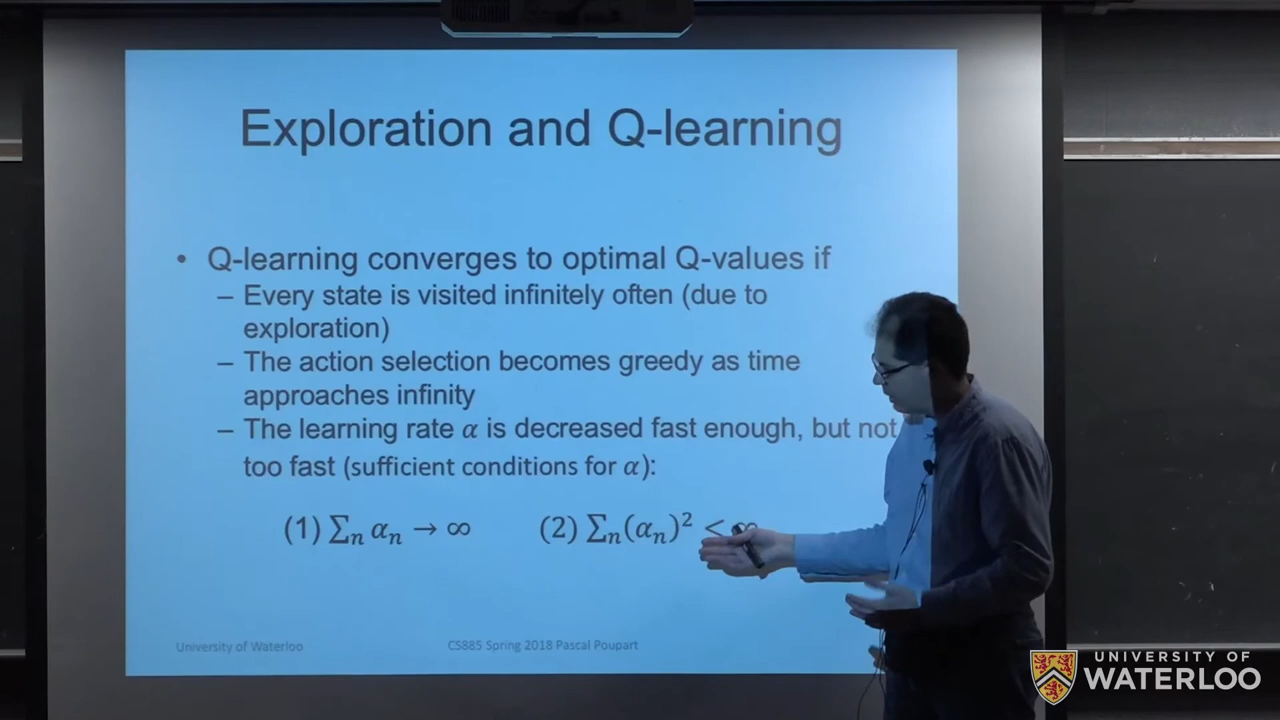 Exploration and Q-learning
• Q-learning converges to optimal Q-values if
– Every state is visited infinitely often (due to
exploration)
– The action selection becomes greedy as time
approaches infinity
– The learning rate α is decreased fast enough, but not
too fast (sufficient conditions for α):
(1) ∑ₙ αₙ → ∞ (2) ∑ₙ(αₙ)² < ∞
University of Waterloo CS885 Spring 2018 Pascal Poupart
UNIVERSITY OF
WATERLOO